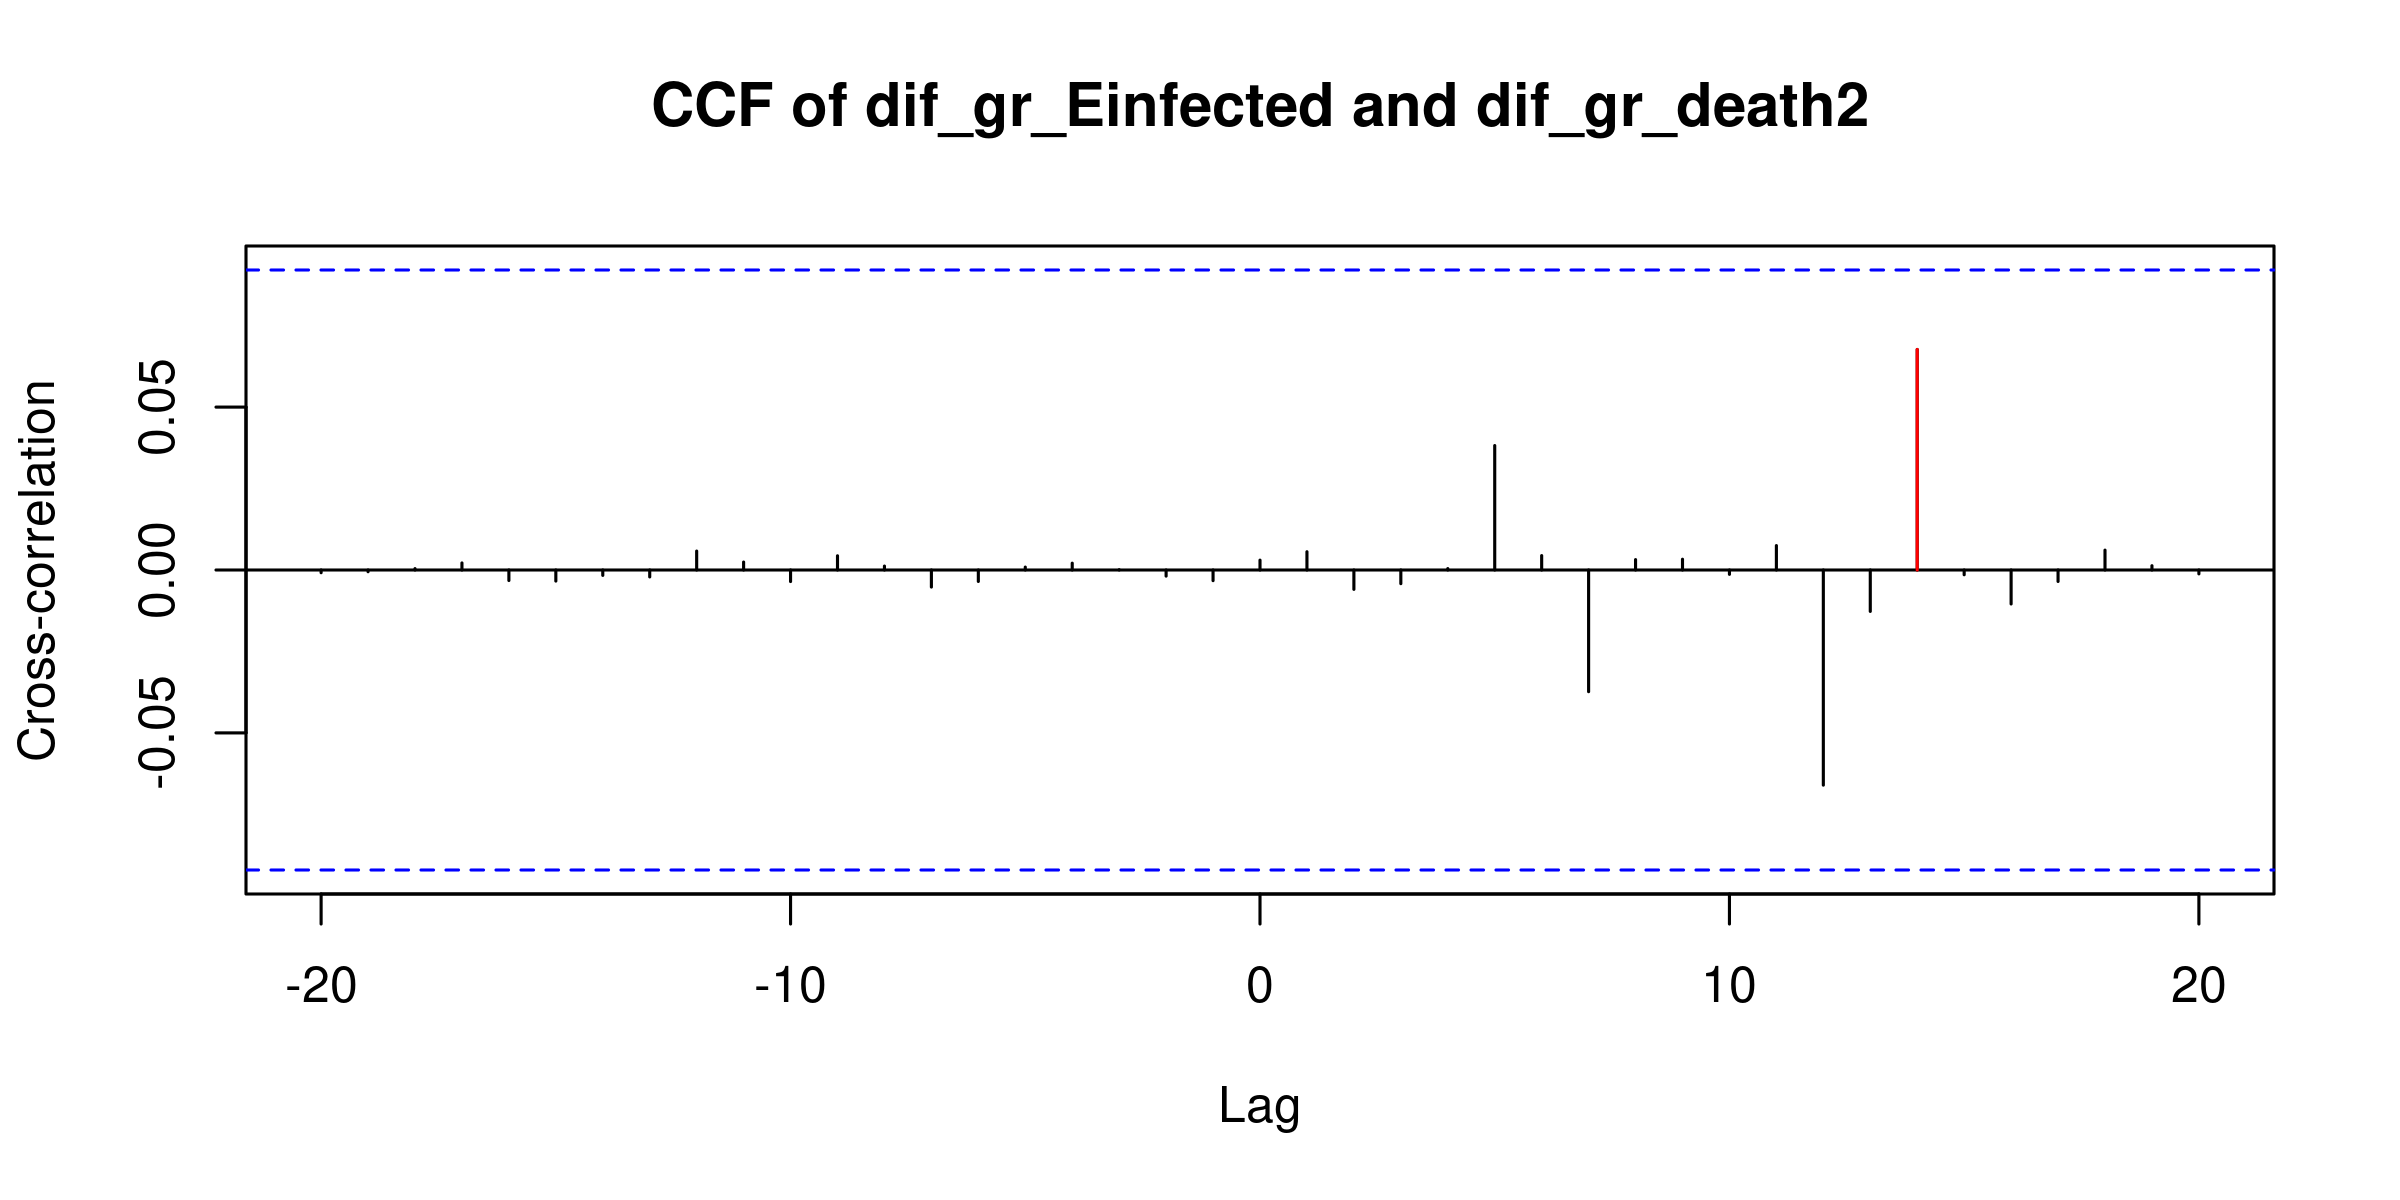 CCF of dif_gr_Einfected and dif_gr_death2
Cross-correlation
0.05
0.00
-0.05
-20
-10
0
10
20
Lag